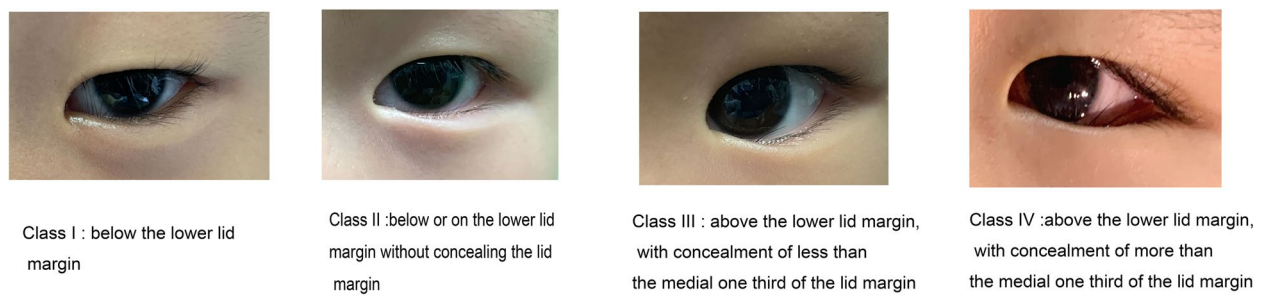 Class I : below the lower lid
margin
Class II :below or on the lower lid
margin without concealing the lid
margin
Class III : above the lower lid margin,
with concealment of less than
the medial one third of the lid margin
Class IV :above the lower lid margin,
with concealment of more than
the medial one third of the lid margin